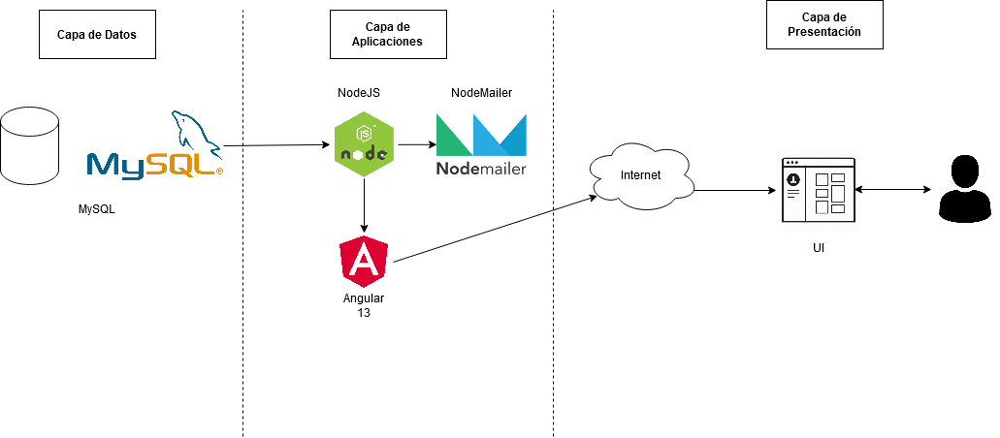 Capa de Datos
Capa de
Aplicaciones
Capa de
Presentación
NodeJS
NodeMailer
JS
node
MySQL®
Nodemailer
MySQL
Internet
UI
A
Angular
13